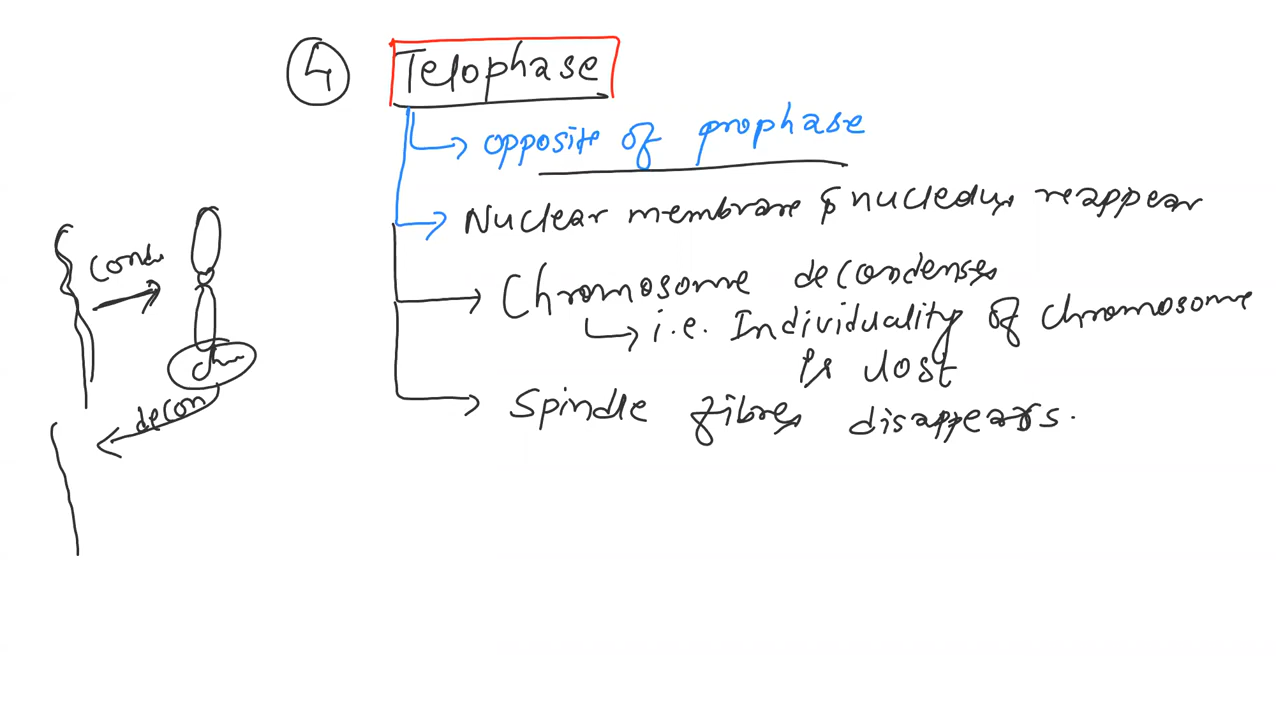 4 Telophase
opposite of prophase
Nuclear membrane & nucleolus reappear
Chromosome decondenses
i.e. Individuality of chromosome
is lost
Spindle fibres disappears.
Cond.
decon